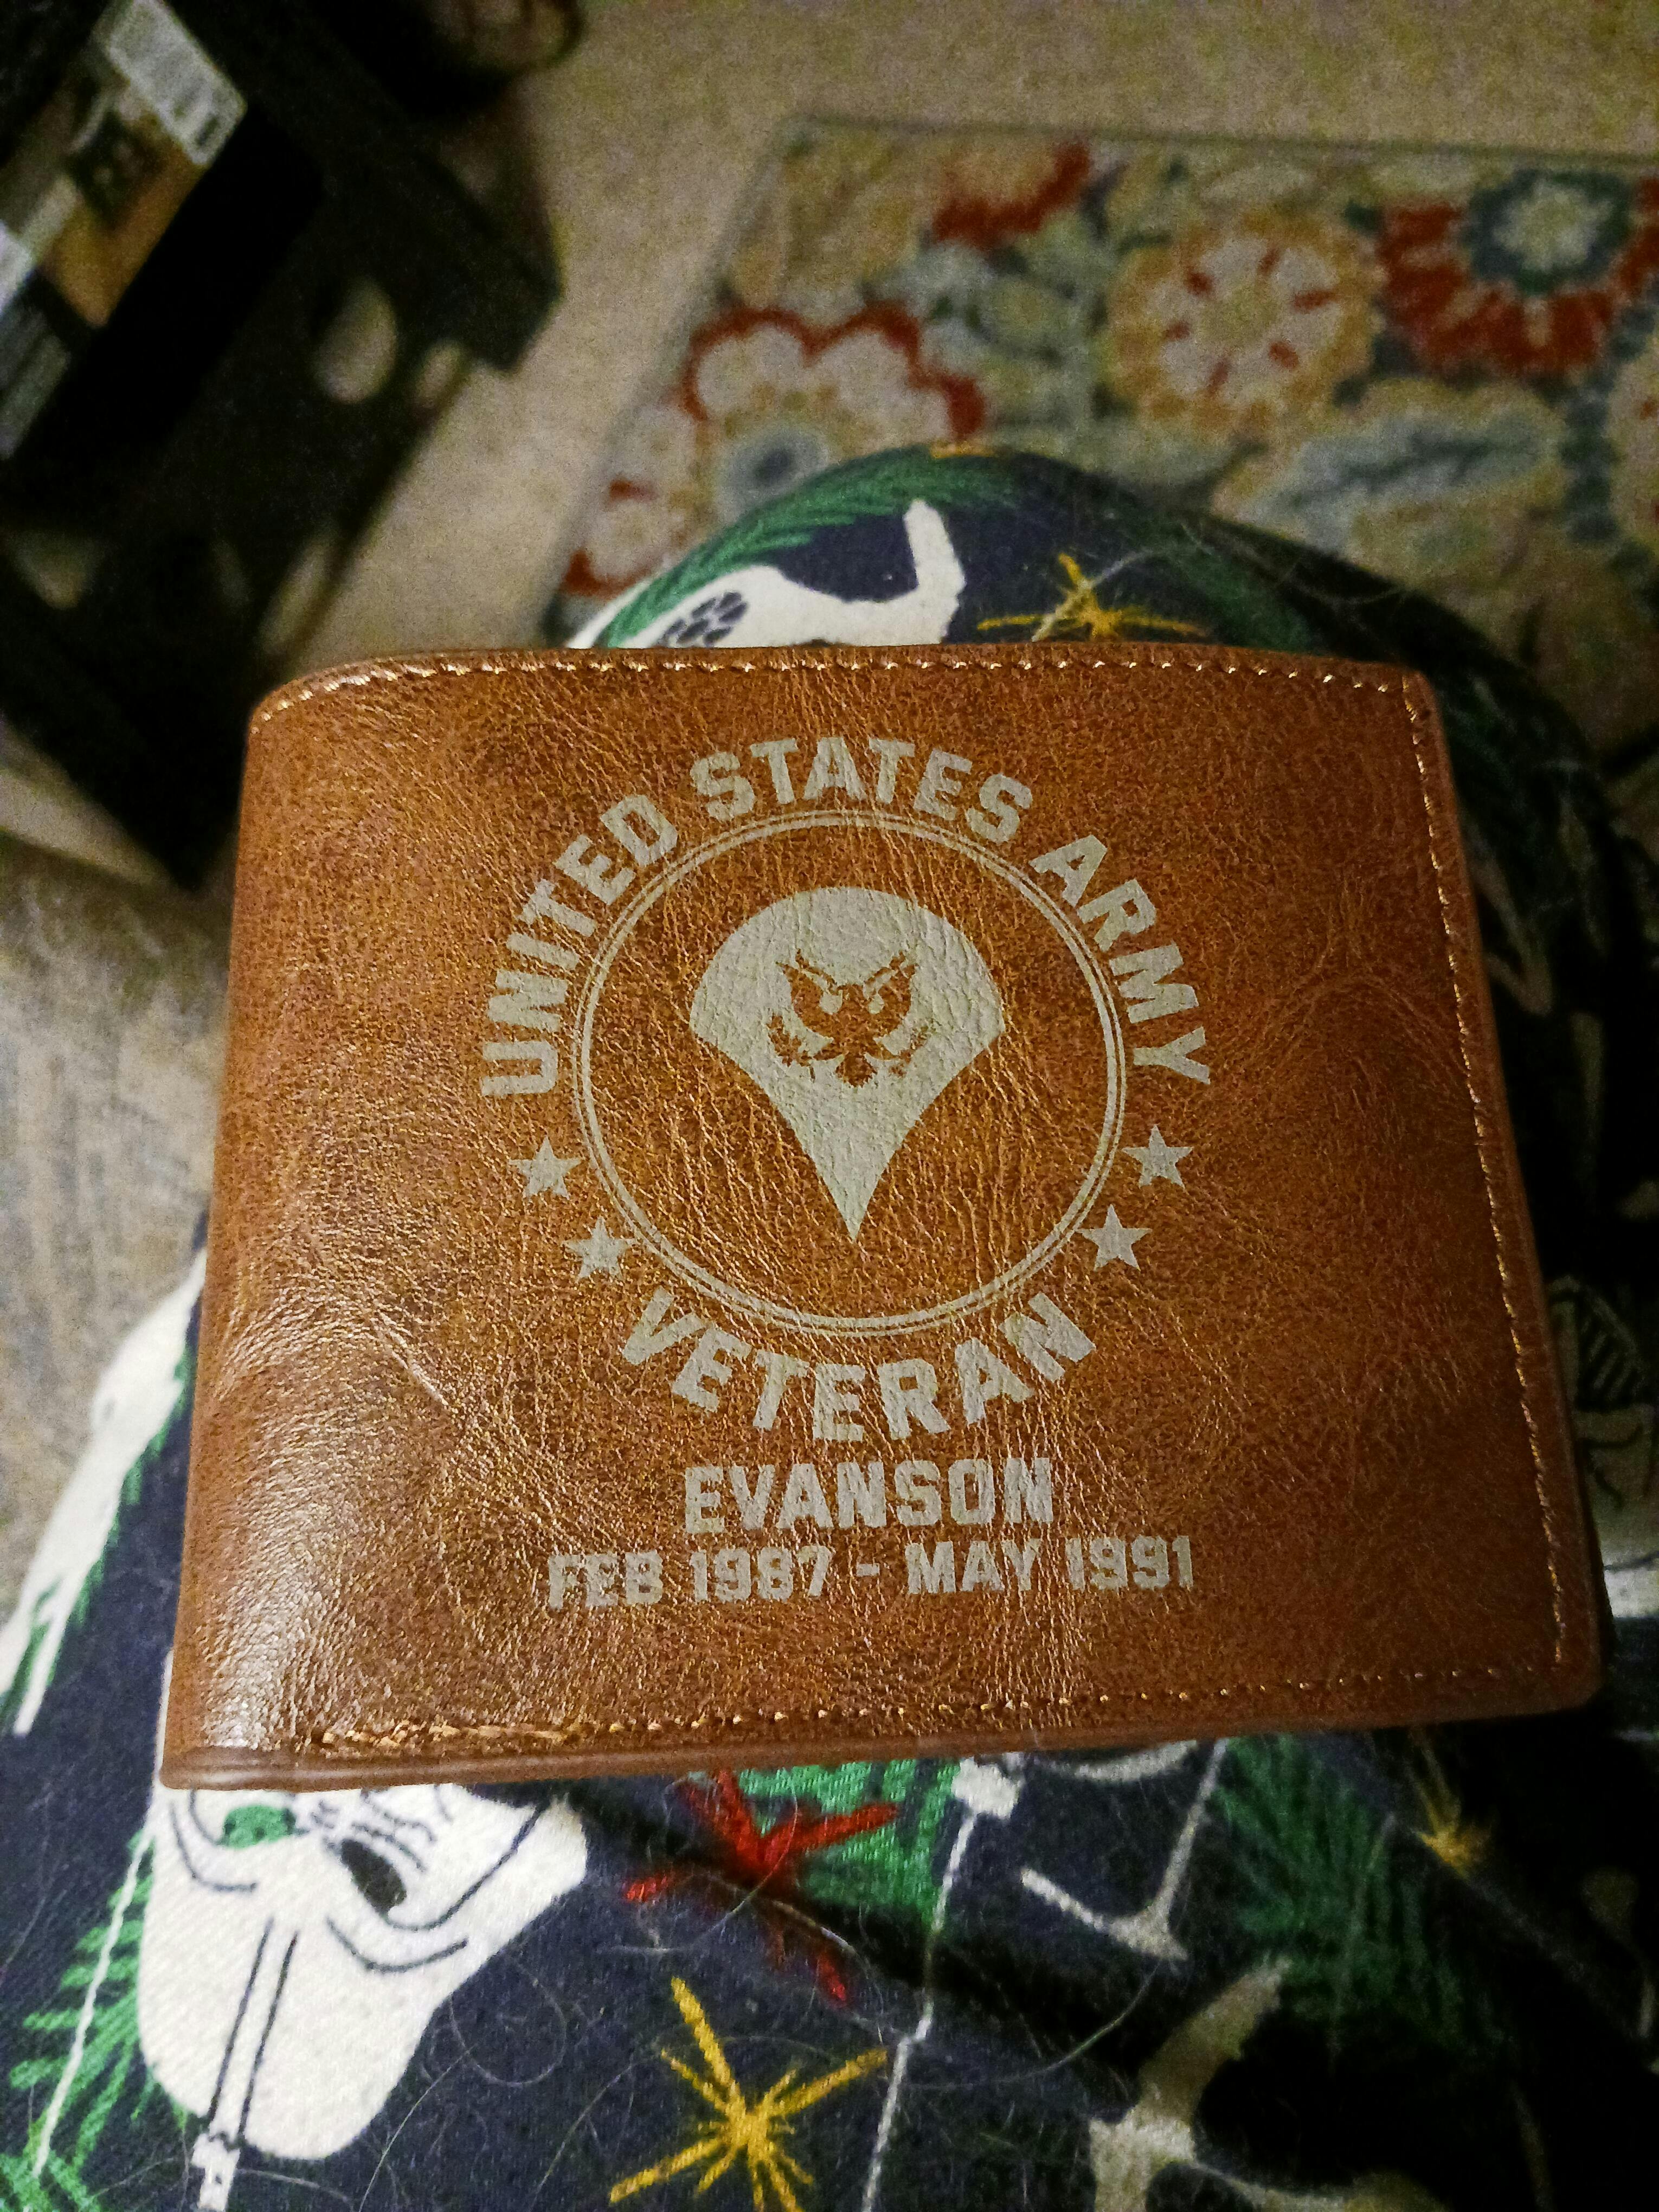 UNITED STATES ARMY
VETERAN
EVANSON
FEB 1987 - MAY 1991